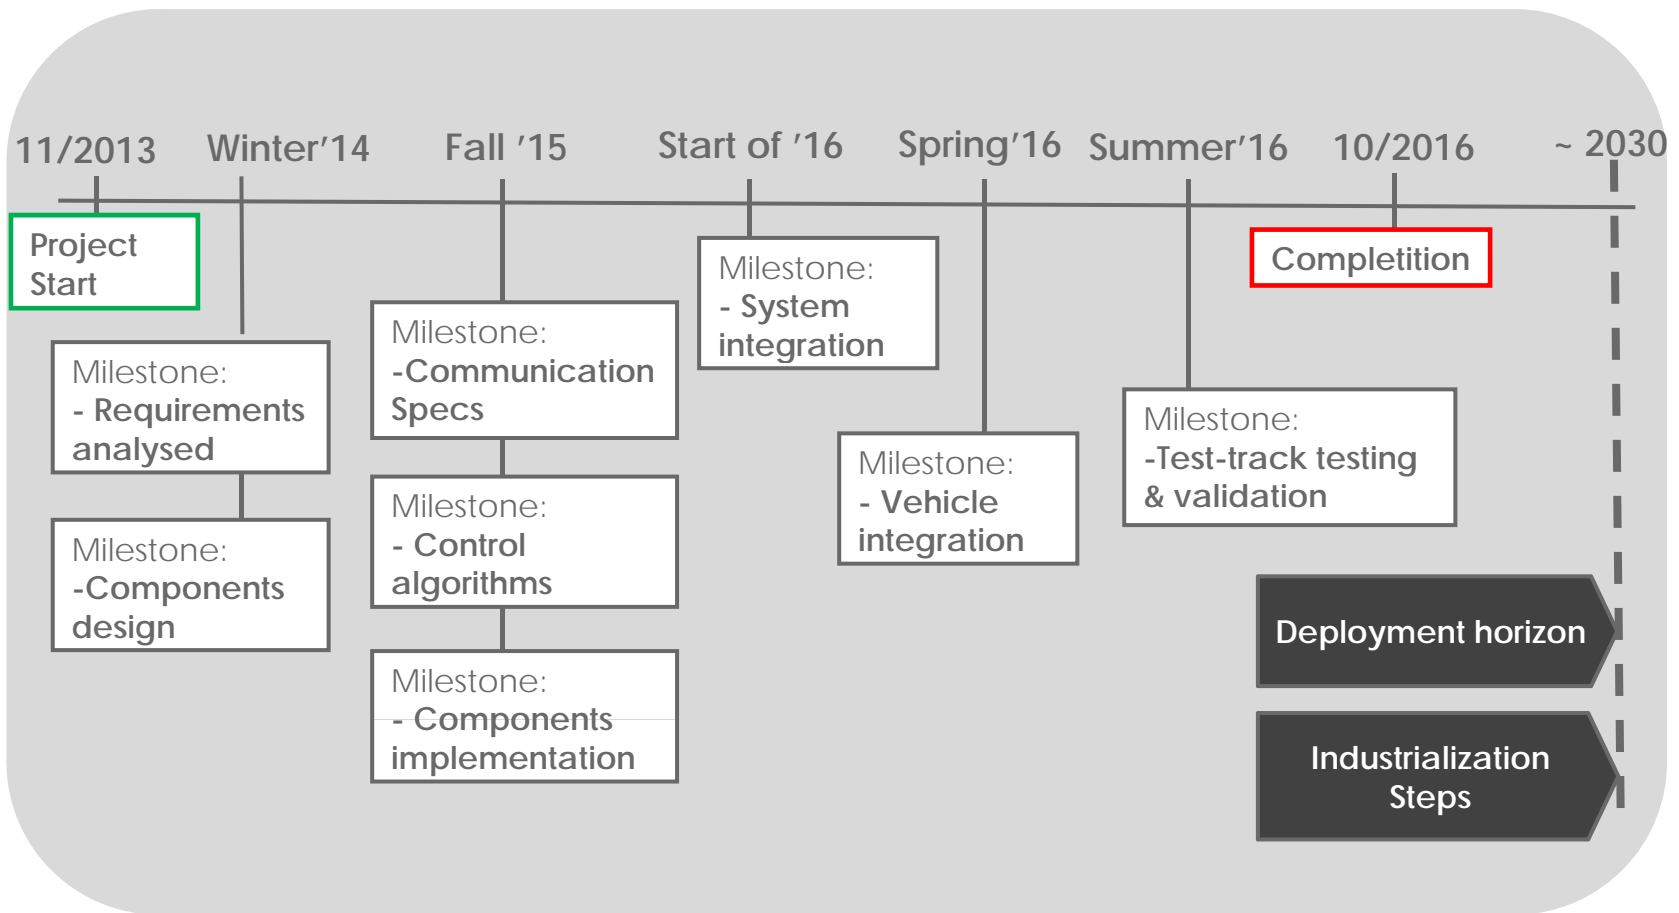 11/2013
Winter'14
Fall '15
Start of '16
Spring'16
Summer'16
10/2016
~ 2030
Project
Start
Milestone:
- Requirements
analysed
Milestone:
-Components
design
Milestone:
-Communication
Specs
Milestone:
- Control
algorithms
Milestone:
- Components
implementation
Milestone:
- System
integration
Milestone:
- Vehicle
integration
Milestone:
-Test-track testing
& validation
Completition
Deployment horizon
Industrialization
Steps